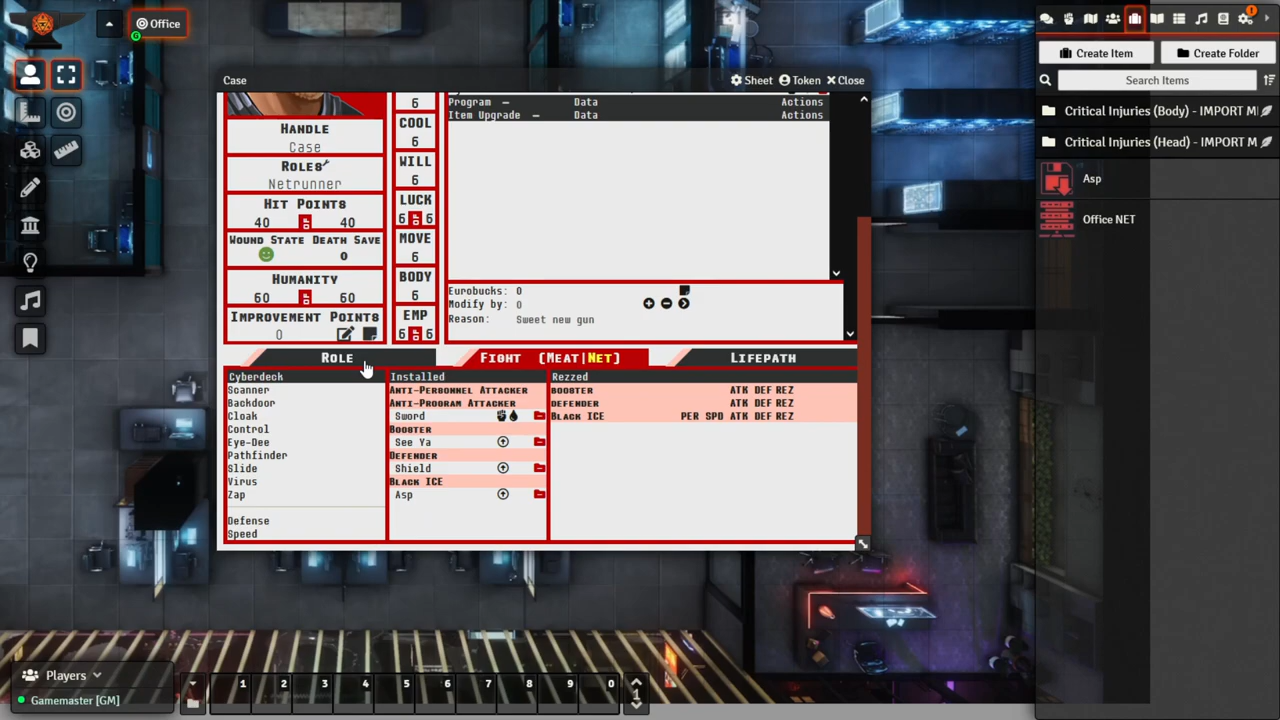 Office
G
Create Item
Create Folder
Search Items
Critical Injuries (Body) - IMPORT M
Critical Injuries (Head) - IMPORT M
Asp
Office NET
Case
Sheet
Token
Close
HANDLE
Case
ROLES
Netrunner
HIT POINTS
40 OF 40
WOUND STATE DEATH SAVE
0
HUMANITY
60 OF 60
IMPROVEMENT POINTS
0
6
COOL
6
WILL
6
LUCK
6 OF 6
MOVE
6
BODY
6
EMP
6 OF 6
Program – Data Actions
Item Upgrade – Data Actions
Eurobucks: 0
Modify by: 0
Reason: Sweet new gun
ROLE
FIGHT [MEAT|NET]
LIFEPATH
Cyberdeck
Scanner
Backdoor
Cloak
Control
Eye-Dee
Pathfinder
Slide
Virus
Zap
Defense
Speed
Installed
ANTI-PERSONNEL ATTACKER
ANTI-PROGRAM ATTACKER
Sword
BOOSTER
See Ya
DEFENDER
Shield
BLACK ICE
Asp
Rezzed
BOOSTER ATK DEF REZ
DEFENDER ATK DEF REZ
BLACK ICE PER SPD ATK DEF REZ
Players
Gamemaster [GM]
1 2 3 4 5 6 7 8 9 0
1